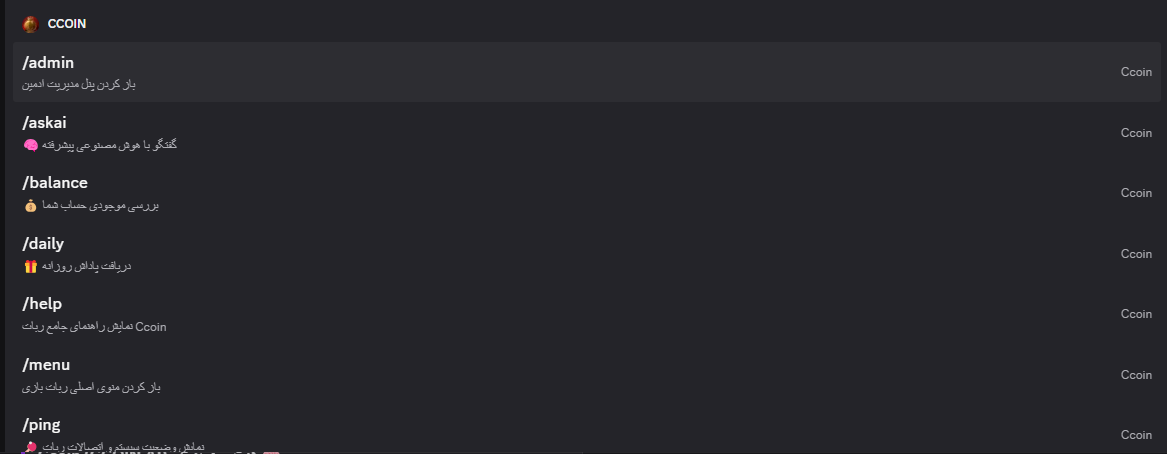 CCOIN
/admin
Ccoin
باز کردن پنل مدیریت ادمین
/askai
Ccoin
🧠 گفتگو با هوش مصنوعی پیشرفته
/balance
Ccoin
💰 بررسی موجودی حساب شما
/daily
Ccoin
🎁 دریافت پاداش روزانه
/help
Ccoin
نمایش راهنمای جامع ربات Ccoin
/menu
Ccoin
باز کردن منوی اصلی ربات بازی
/ping
Ccoin
🏓 نمایش وضعیت سیستم و اتصالات ربات